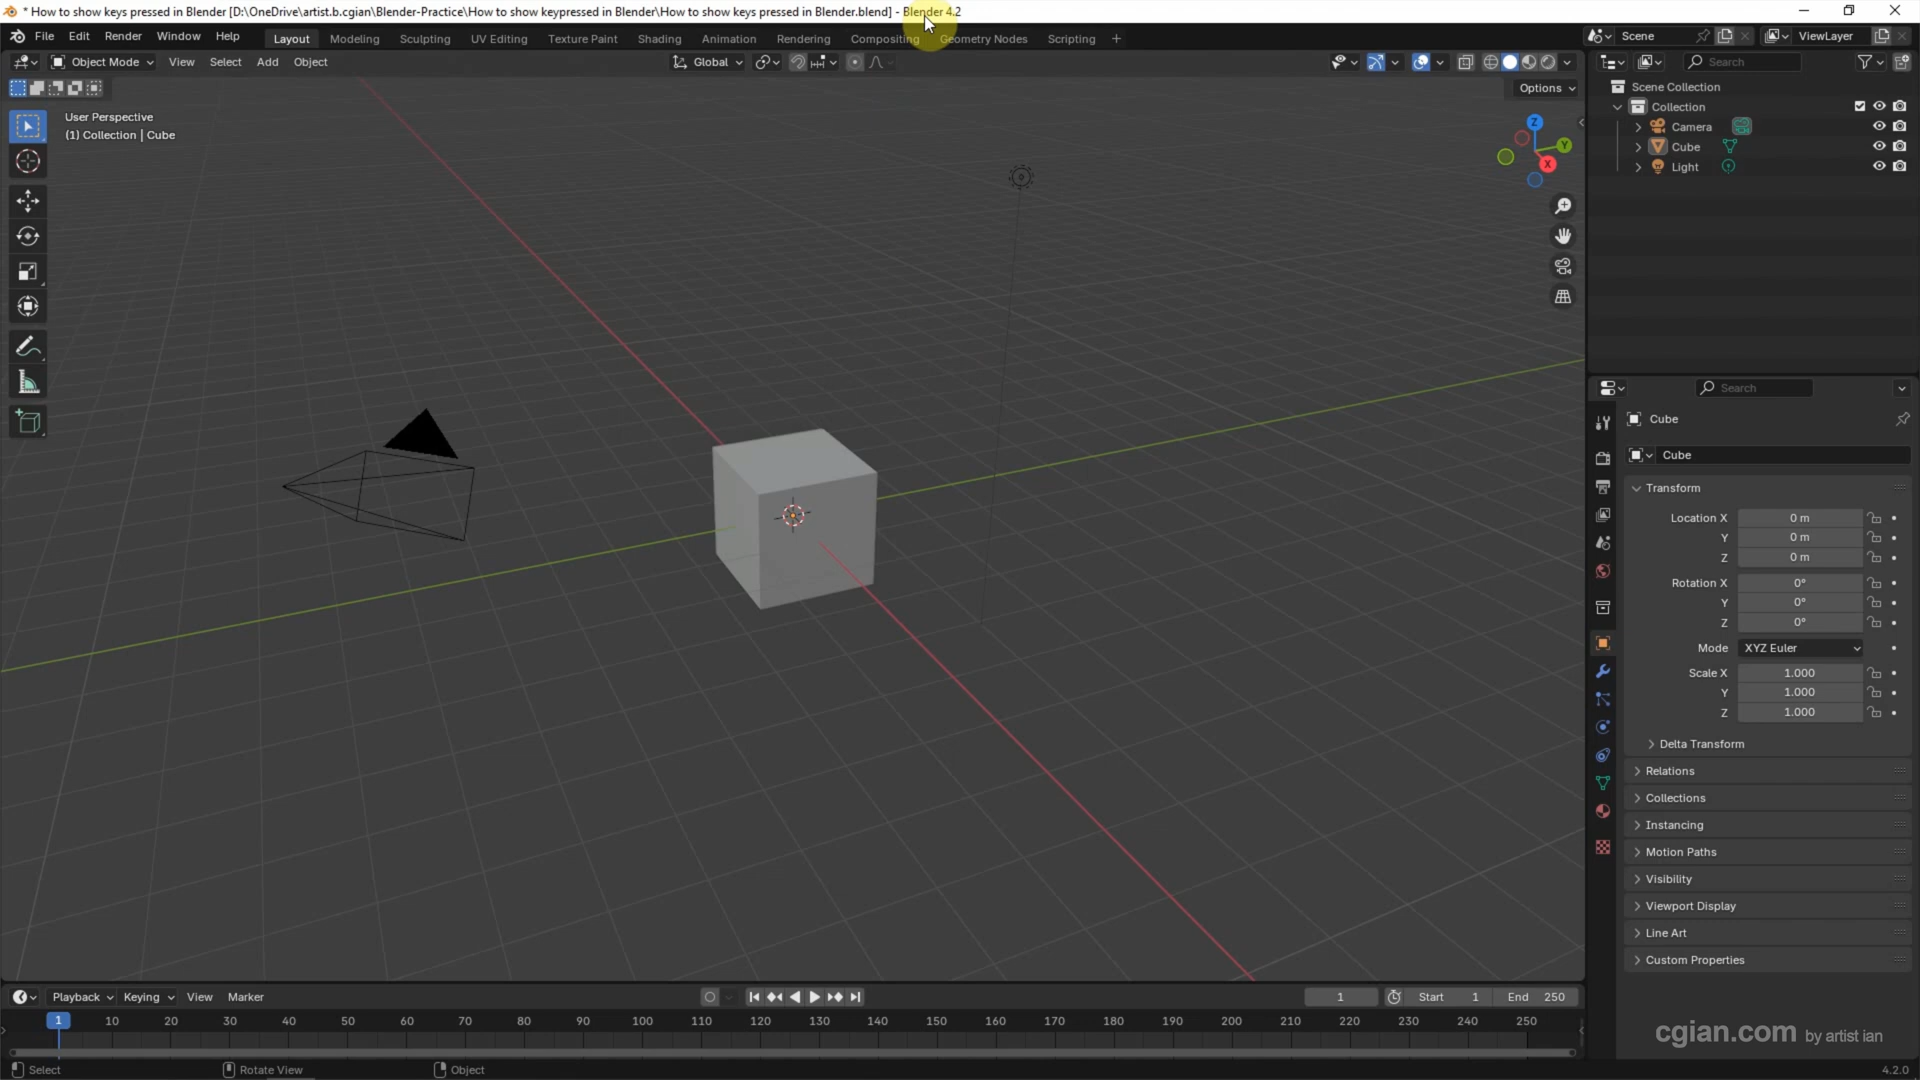 * How to show keys pressed in Blender [D:\OneDrive\artist.b.cgian\Blender-Practice\How to show keypressed in Blender\How to show keys pressed in Blender.blend] - Blender 4.2
File Edit Render Window Help Layout Modeling Sculpting UV Editing Texture Paint Shading Animation Rendering Compositing Geometry Nodes Scripting + Scene ViewLayer
Object Mode View Select Add Object Global Search
Options
User Perspective
(1) Collection | Cube
Z
Y
X
Scene Collection
Collection
Camera
Cube
Light
Search
Cube
Cube
Transform
Location X 0 m
Y 0 m
Z 0 m
Rotation X 0°
Y 0°
Z 0°
Mode XYZ Euler
Scale X 1.000
Y 1.000
Z 1.000
Delta Transform
Relations
Collections
Instancing
Motion Paths
Visibility
Viewport Display
Line Art
Custom Properties
Playback Keying View Marker 1 Start 1 End 250
1 10 20 30 40 50 60 70 80 90 100 110 120 130 140 150 160 170 180 190 200 210 220 230 240 250
cgian.com by artist ian
Select Rotate View Object 4.2.0